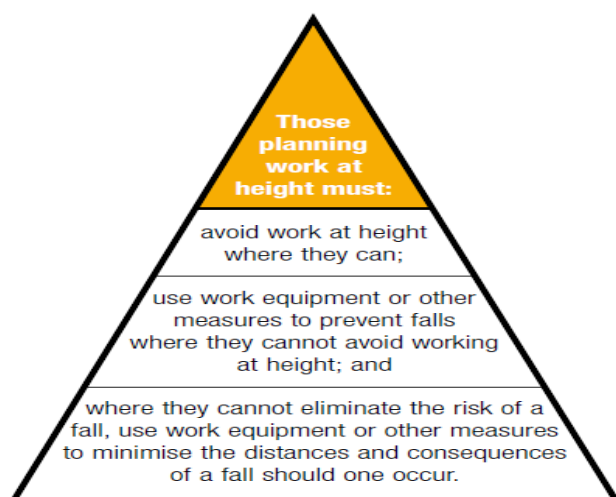 Those
planning
work at
height must:
avoid work at height
where they can;
use work equipment or other
measures to prevent falls
where they cannot avoid working
at height; and
where they cannot eliminate the risk of a
fall, use work equipment or other measures
to minimise the distances and consequences
of a fall should one occur.